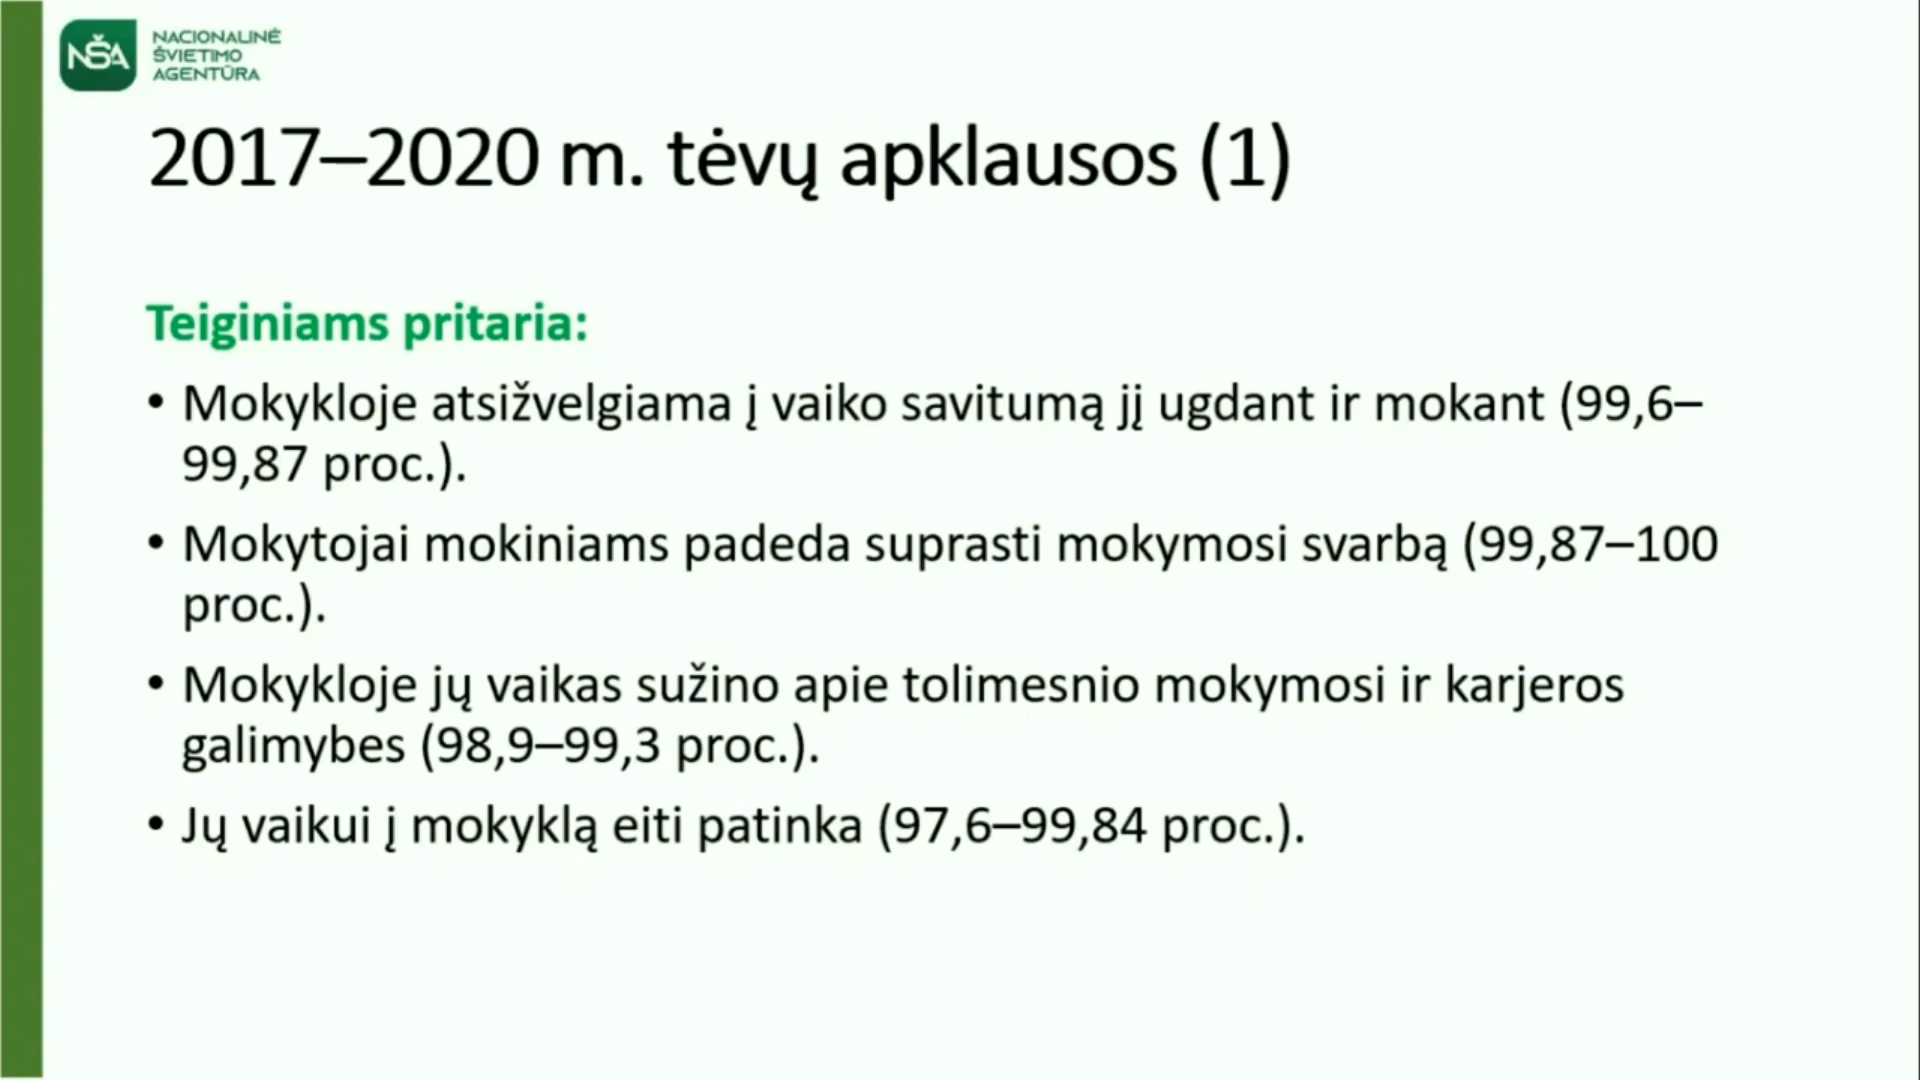 NŠA
NACIONALINĖ
ŠVIETIMO
AGENTŪRA
2017–2020 m. tėvų apklausos (1)
Teiginiams pritaria:
• Mokykloje atsižvelgiama į vaiko savitumą jį ugdant ir mokant (99,6–
99,87 proc.).
• Mokytojai mokiniams padeda suprasti mokymosi svarbą (99,87–100
proc.).
• Mokykloje jų vaikas sužino apie tolimesnio mokymosi ir karjeros
galimybes (98,9–99,3 proc.).
• Jų vaikui į mokyklą eiti patinka (97,6–99,84 proc.).